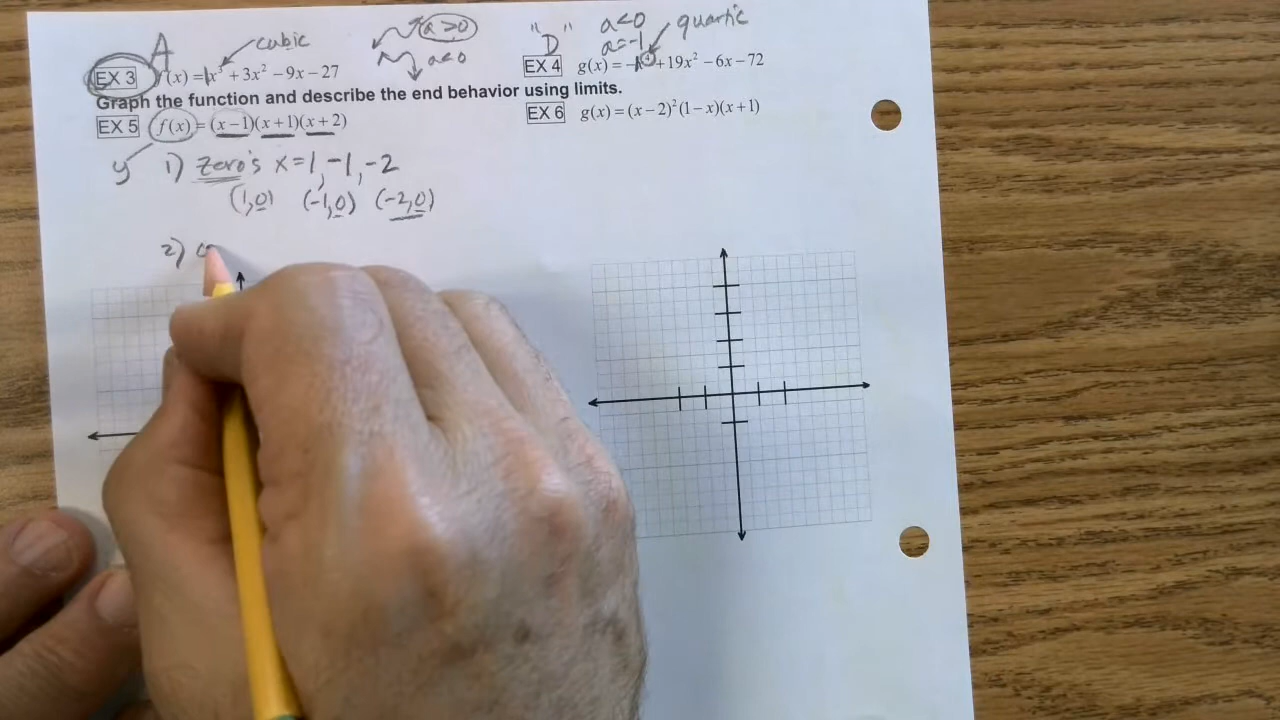 A cubic a>0 "D" a<0 quartic
a<0 a=-1
EX 3 f(x) = 1x³ + 3x² − 9x − 27 EX 4 g(x) = −x⁴ + 19x² − 6x − 72
Graph the function and describe the end behavior using limits.
EX 5 f(x) = (x−1)(x+1)(x+2) EX 6 g(x) = (x−2)²(1−x)(x+1)
y 1) Zero's x=1, -1, -2
(1,0) (-1,0) (-2,0)
2)